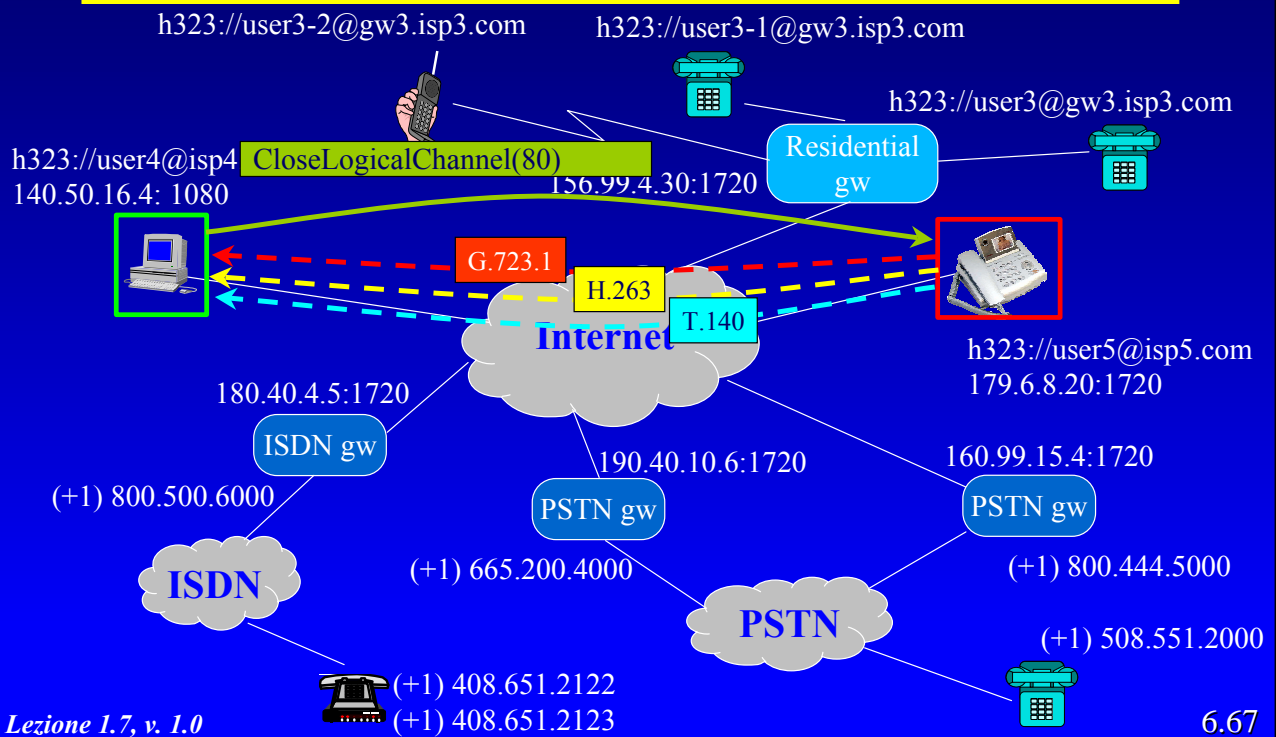 h323://user3-2@gw3.isp3.com
h323://user3-1@gw3.isp3.com
h323://user3@gw3.isp3.com
Residential
gw
h323://user4@isp4
140.50.16.4: 1080
CloseLogicalChannel(80)
156.99.4.30:1720
G.723.1
H.263
T.140
Internet
h323://user5@isp5.com
179.6.8.20:1720
180.40.4.5:1720
ISDN gw
190.40.10.6:1720
160.99.15.4:1720
(+1) 800.500.6000
PSTN gw
PSTN gw
(+1) 665.200.4000
(+1) 800.444.5000
ISDN
PSTN
(+1) 508.551.2000
(+1) 408.651.2122
(+1) 408.651.2123
Lezione 1.7, v. 1.0
6.67